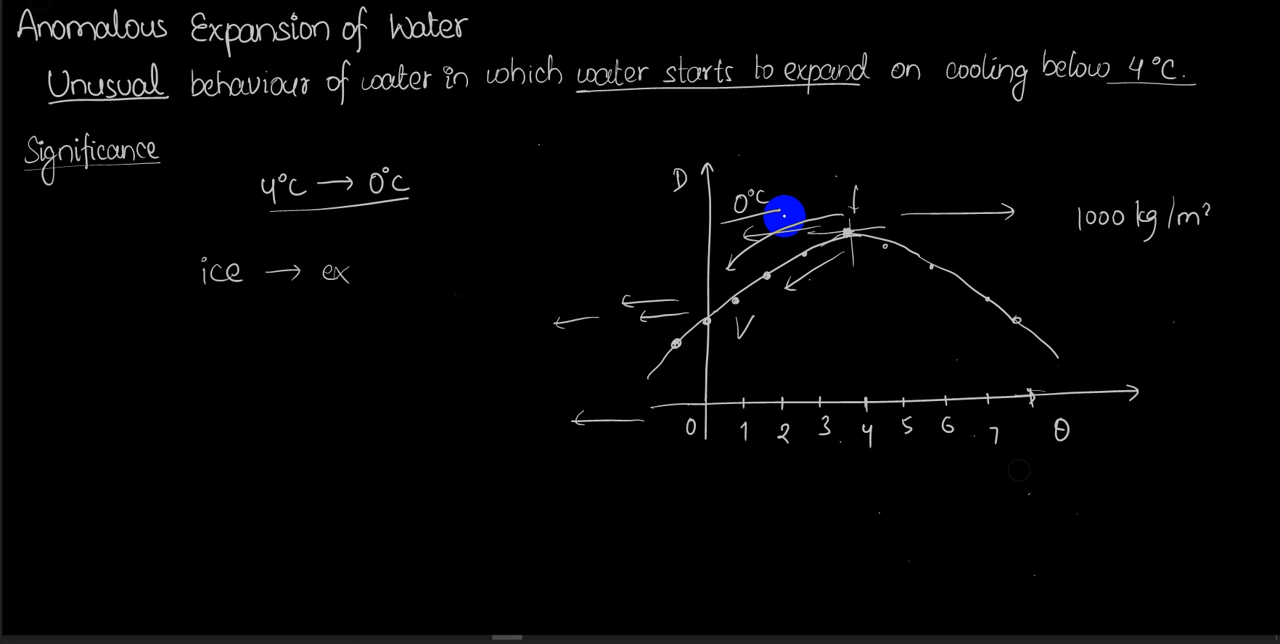 Anomalous Expansion of Water
Unusual behaviour of water in which water starts to expand on cooling below 4°C.
Significance
4°C → 0°C
ice → ex
D
0°C
1000 kg/m³
V
0 1 2 3 4 5 6 7 θ